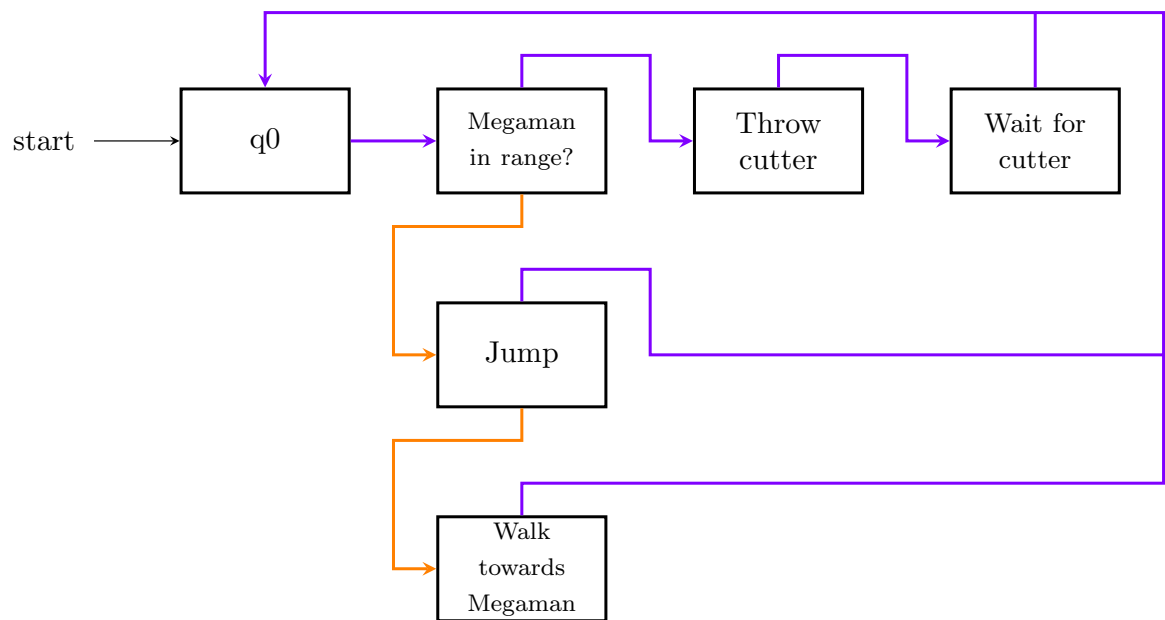 start
q0
Megaman
in range?
Throw
cutter
Wait for
cutter
Jump
Walk
towards
Megaman